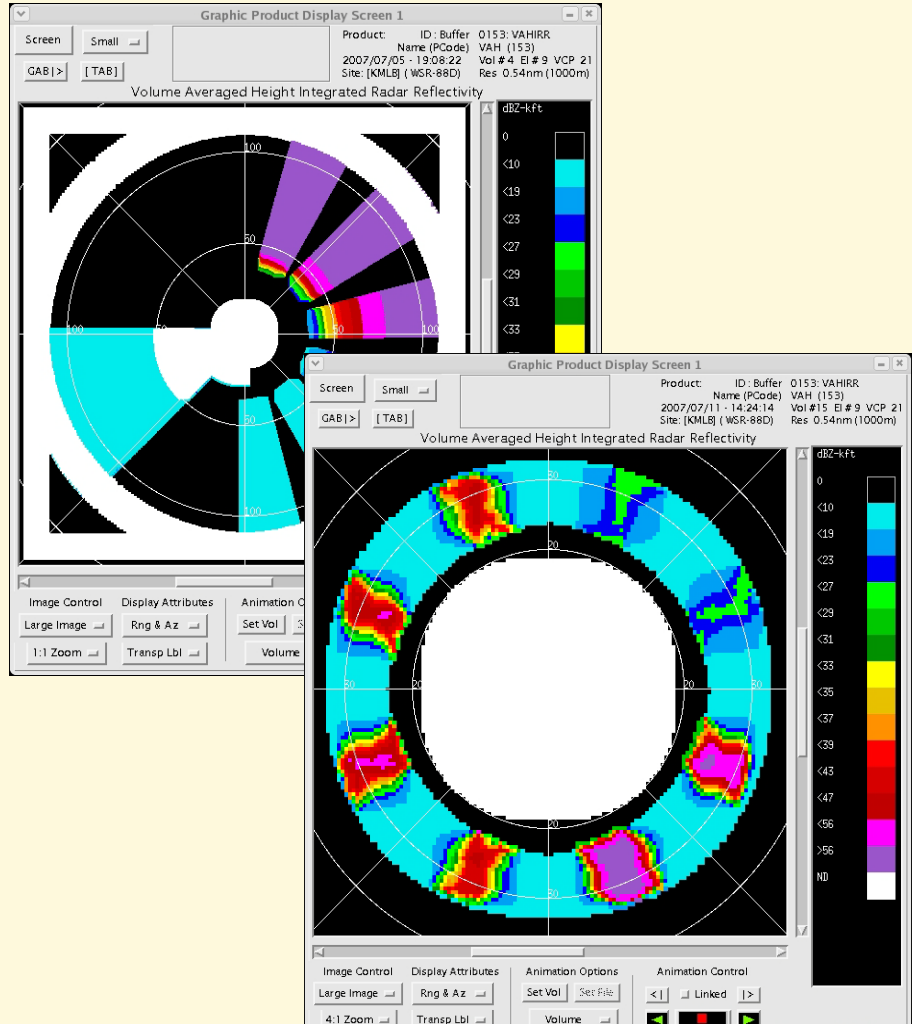 Graphic Product Display Screen 1
Screen
Small
GAB|>
[ TAB]
Product: ID : Buffer 0153: VAHIRR
Name (PCode) VAH (153)
2007/07/05 - 19:08:22 Vol # 4 El # 9 VCP 21
Site: [KMLB] ( WSR-88D) Res 0.54nm (1000m)
Volume Averaged Height Integrated Radar Reflectivity
100
50
100 50 50 100
50
100
dBZ-kft
0
<10
<19
<23
<27
<29
<31
<33
Image Control
Display Attributes
Animation O
Large Image
Rng & Az
Set Vol
1:1 Zoom
Transp Lbl
Volume
Graphic Product Display Screen 1
Screen
Small
GAB|>
[ TAB]
Product: ID : Buffer 0153: VAHIRR
Name (PCode) VAH (153)
2007/07/11 - 14:24:14 Vol #15 El # 9 VCP 21
Site: [KMLB] ( WSR-88D) Res 0.54nm (1000m)
Volume Averaged Height Integrated Radar Reflectivity
30
20
30 20 20 30
20
30
dBZ-kft
0
<10
<19
<23
<27
<29
<31
<33
<35
<37
<39
<43
<47
<56
>56
ND
Image Control
Display Attributes
Animation Options
Animation Control
Large Image
Rng & Az
Set Vol
Set File
<|
Linked
|>
4:1 Zoom
Transp Lbl
Volume